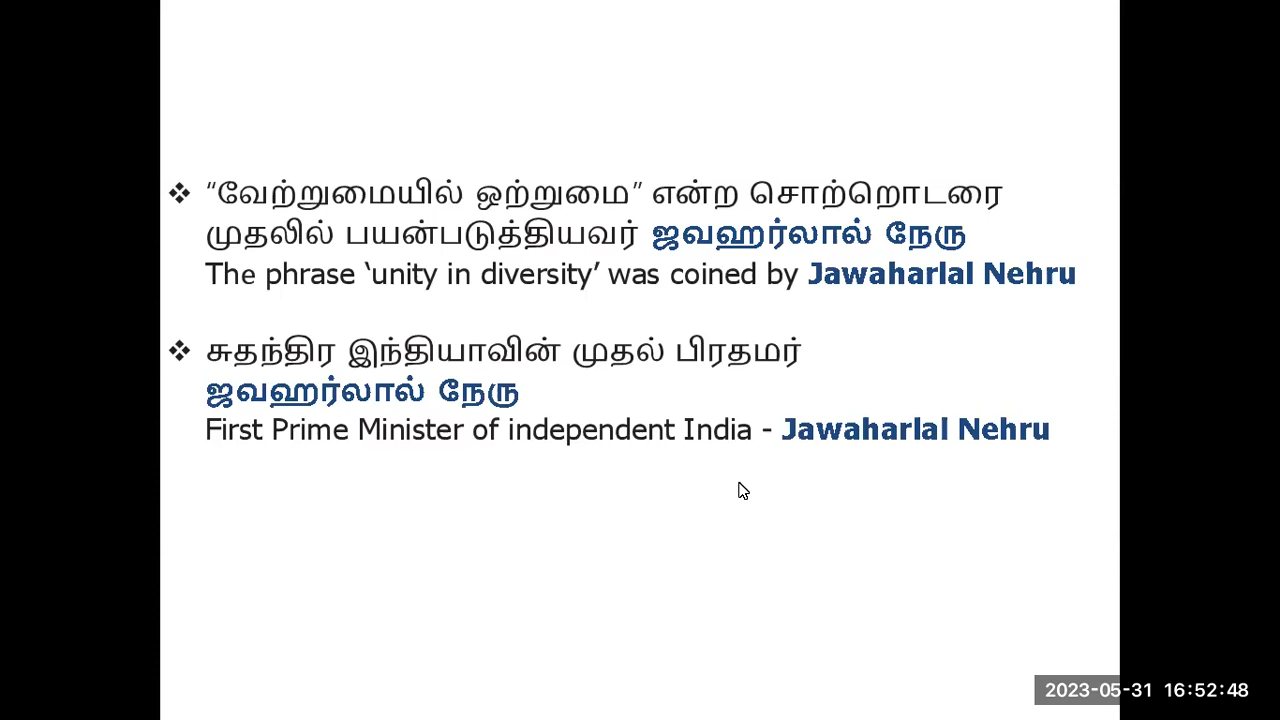 ❖ “வேற்றுமையில் ஒற்றுமை” என்ற சொற்றொடரை
முதலில் பயன்படுத்தியவர் ஜவஹர்லால் நேரு
The phrase ‘unity in diversity’ was coined by Jawaharlal Nehru
❖ சுதந்திர இந்தியாவின் முதல் பிரதமர்
ஜவஹர்லால் நேரு
First Prime Minister of independent India - Jawaharlal Nehru
2023-05-31 16:52:48